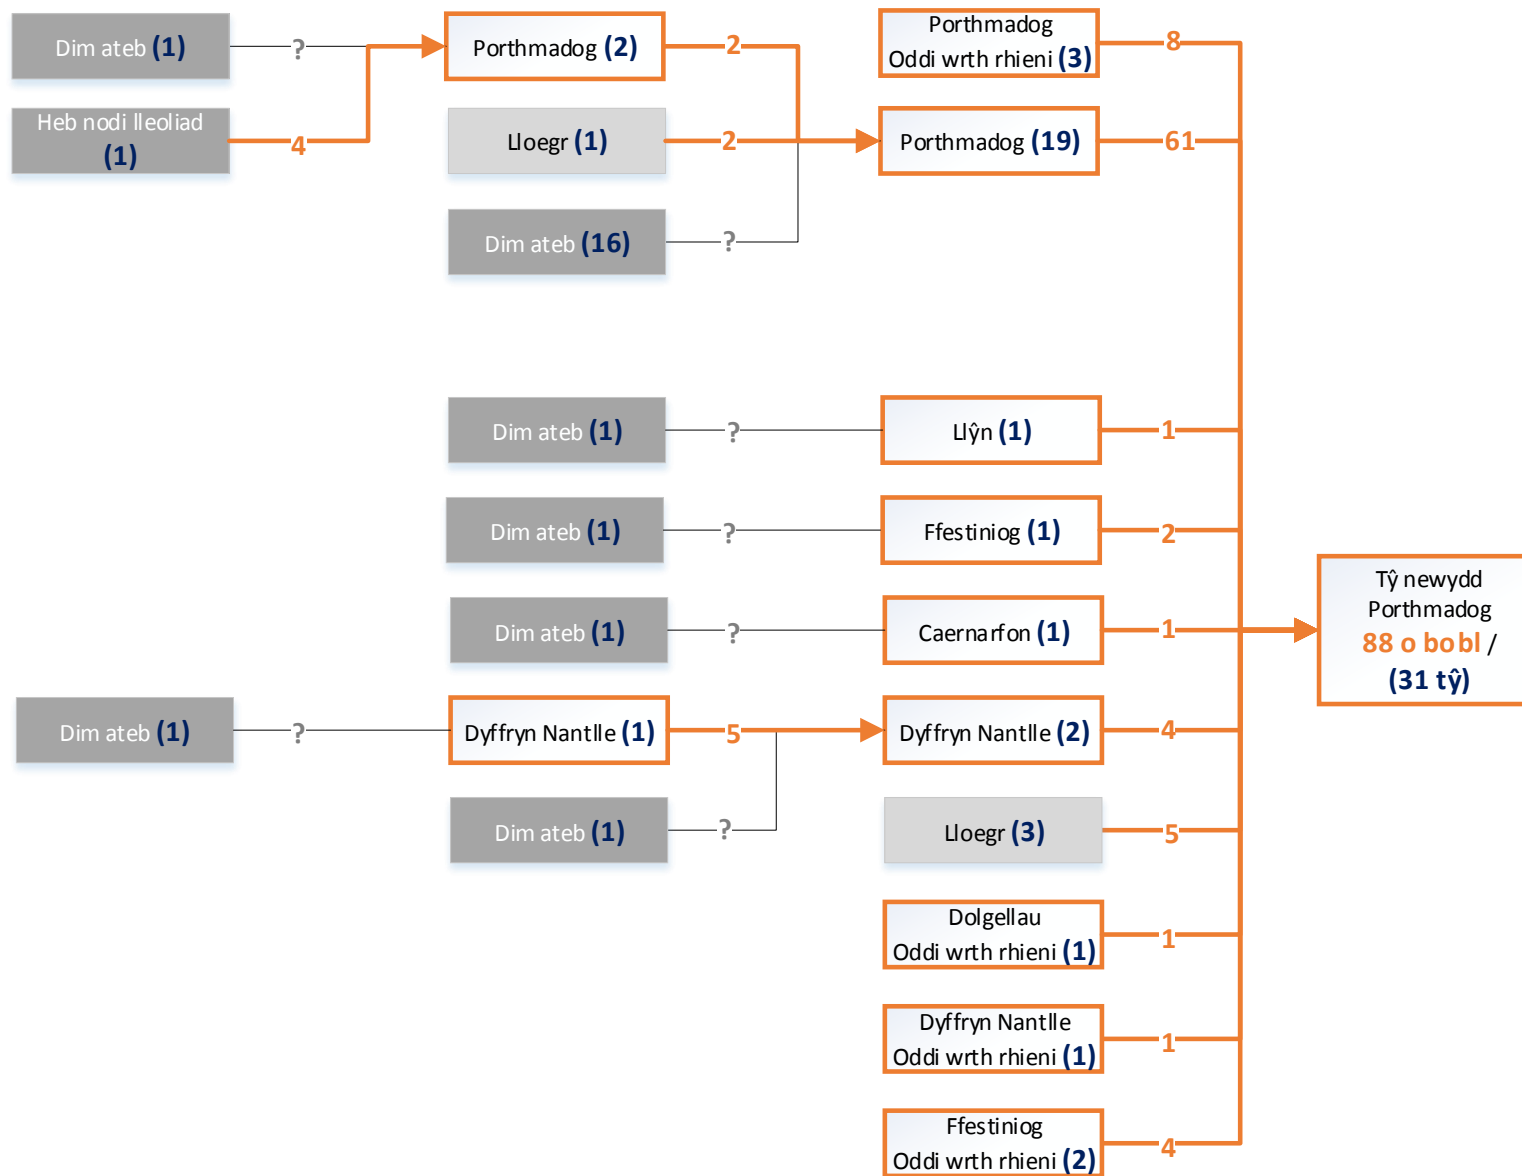 Dim ateb (1)
?
Porthmadog (2)
2
Porthmadog
Oddi wrth rhieni (3)
8
Heb nodi lleoliad
(1)
4
Lloegr (1)
2
Porthmadog (19)
61
Dim ateb (16)
?
Dim ateb (1)
?
Llŷn (1)
1
Dim ateb (1)
?
Ffestiniog (1)
2
Dim ateb (1)
?
Caernarfon (1)
1
Tŷ newydd
Porthmadog
88 o bobl /
(31 tŷ)
Dim ateb (1)
?
Dyffryn Nantlle (1)
5
Dyffryn Nantlle (2)
4
Dim ateb (1)
?
Lloegr (3)
5
Dolgellau
Oddi wrth rhieni (1)
1
Dyffryn Nantlle
Oddi wrth rhieni (1)
1
Ffestiniog
Oddi wrth rhieni (2)
4